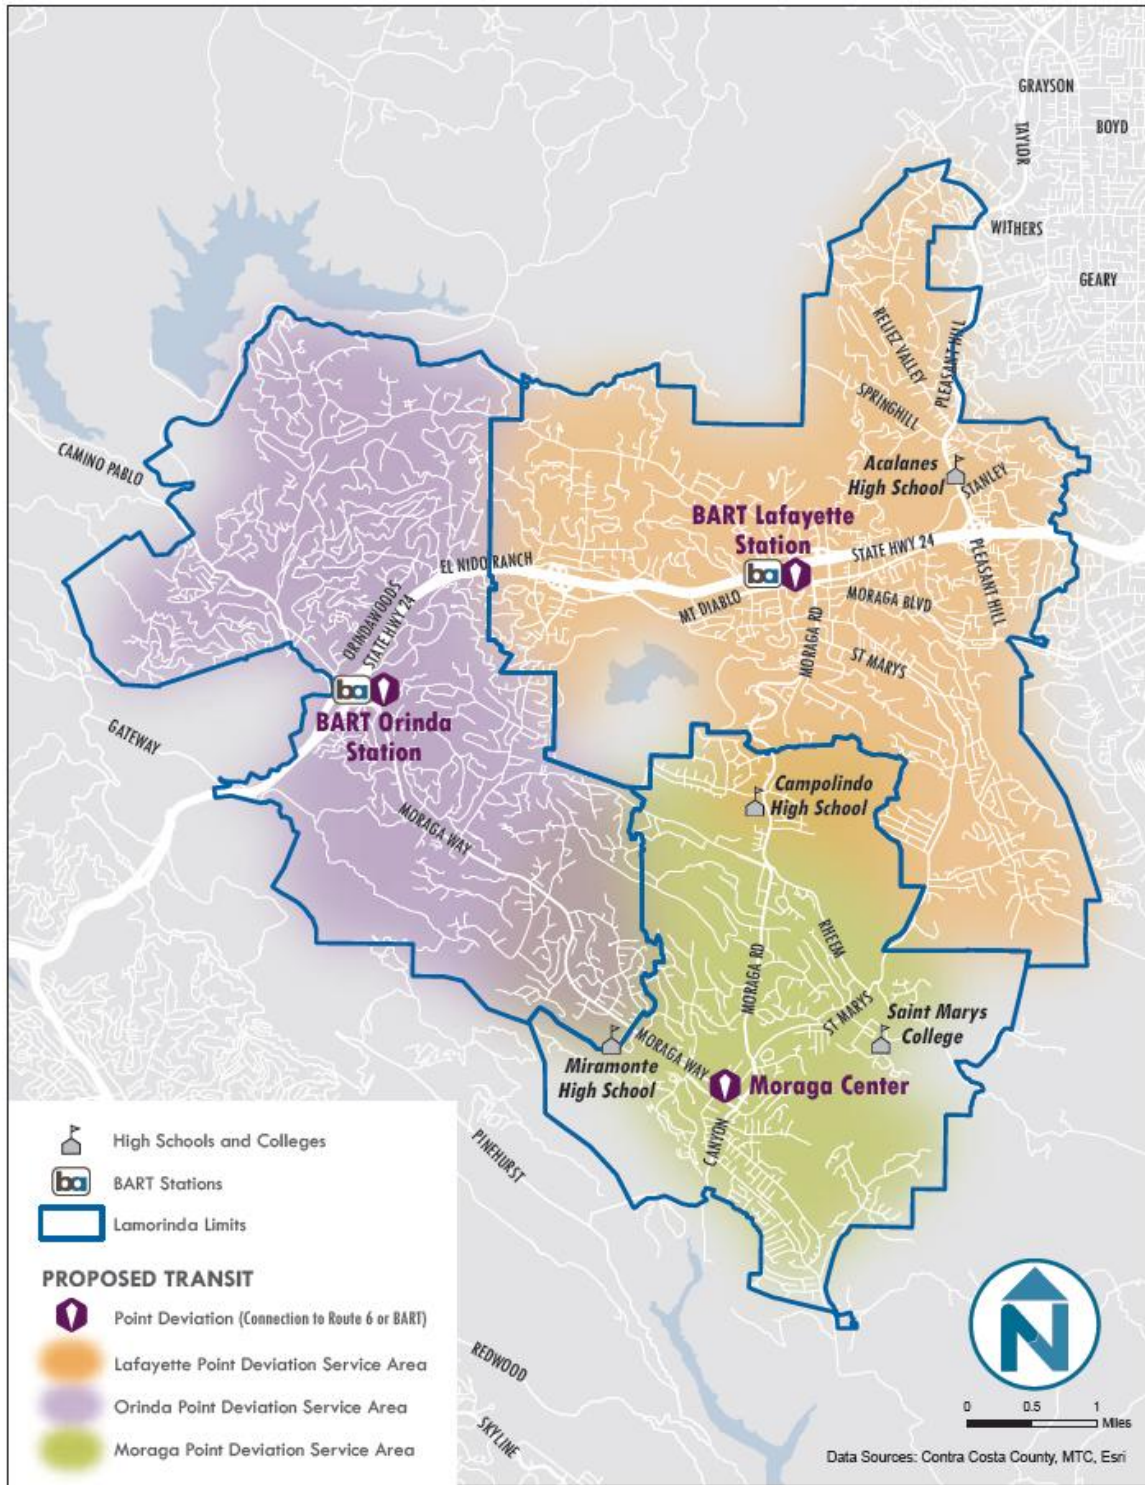 GRAYSON
BOYD
TAYLOR
WITHERS
GEARY
RELIEZ VALLEY
PLEASANT HILL
SPRINGHILL
CAMINO PABLO
Acalanes
High School
STANLEY
BART Lafayette
Station
ba
STATE HWY 24
EL NIDO RANCH
PLEASANT HILL
ORINDAWOODS
STATE HWY 24
MT DIABLO
MORAGA BLVD
MORAGA RD
ST MARYS
ba
BART Orinda
Station
GATEWAY
MORAGA WAY
Campolindo
High School
RHEEM
MORAGA RD
ST MARYS
Saint Marys
College
MORAGA WAY
Miramonte
High School
Moraga Center
CANYON
PINEHURST
High Schools and Colleges
ba
BART Stations
Lamorinda Limits
PROPOSED TRANSIT
Point Deviation (Connection to Route 6 or BART)
Lafayette Point Deviation Service Area
Orinda Point Deviation Service Area
Moraga Point Deviation Service Area
REDWOOD
SKYLINE
N
0 0.5 1
Miles
Data Sources: Contra Costa County, MTC, Esri